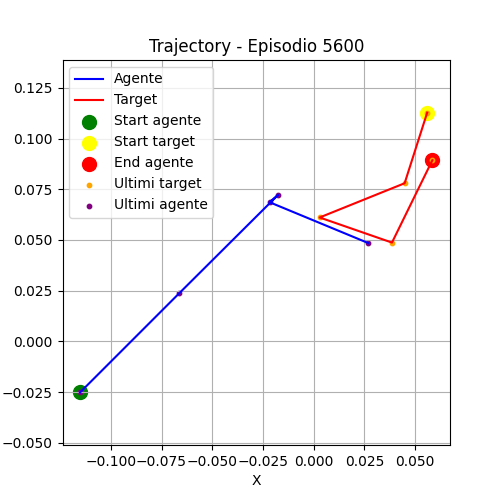 Trajectory - Episodio 5600
Agente
Target
Start agente
Start target
End agente
Ultimi target
Ultimi agente
0.125
0.100
0.075
0.050
0.025
0.000
−0.025
−0.050
−0.100 −0.075 −0.050 −0.025 0.000 0.025 0.050
X